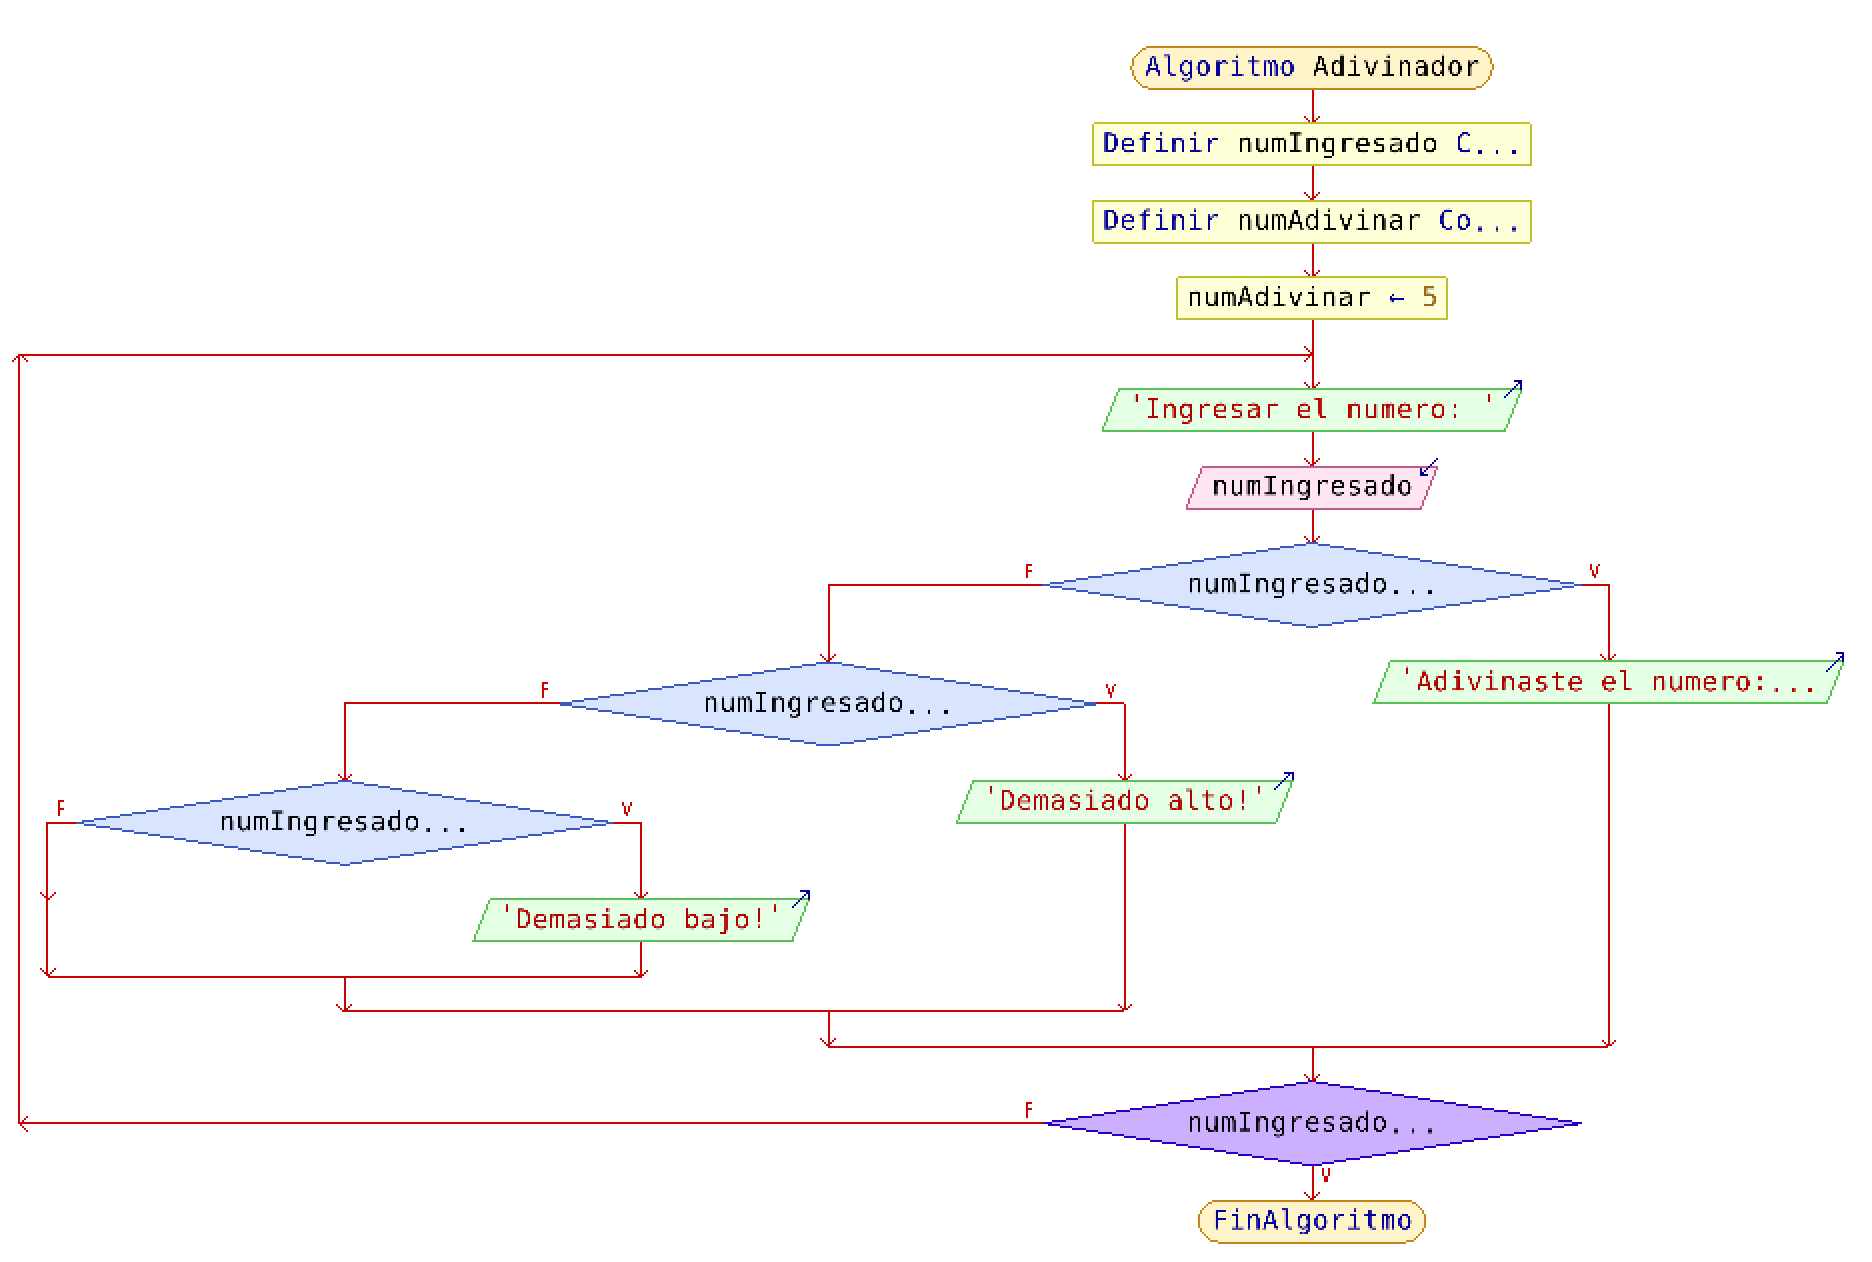 Algoritmo Adivinador
Definir numIngresado C...
Definir numAdivinar Co...
numAdivinar ← 5
'Ingresar el numero: '
numIngresado
F
numIngresado...
V
'Adivinaste el numero:...
F
numIngresado...
V
'Demasiado alto!'
F
numIngresado...
V
'Demasiado bajo!'
F
numIngresado...
V
FinAlgoritmo